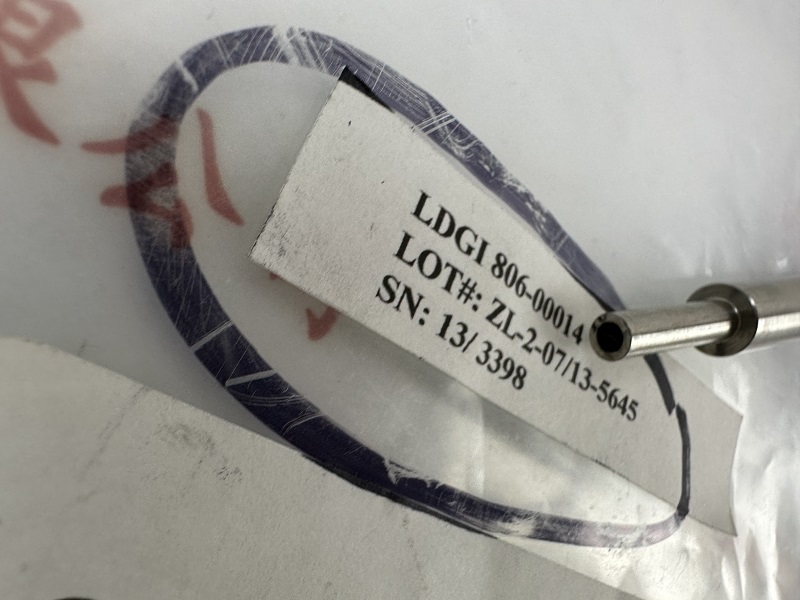 LDGI 806-00014
LOT#: ZL-2-07/13-5645
SN: 13/ 3398